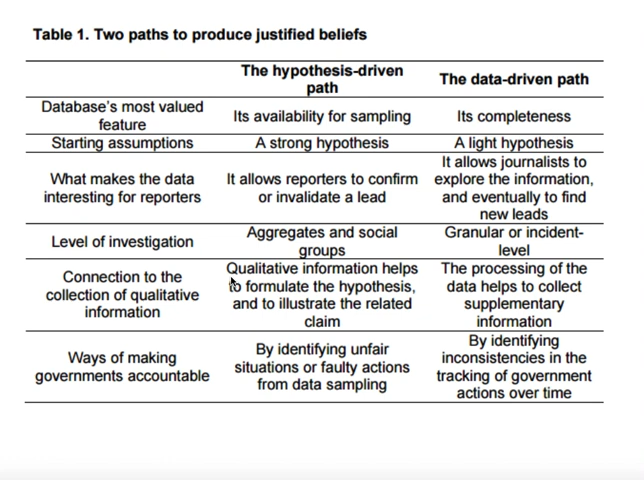 Table 1. Two paths to produce justified beliefs
The hypothesis-driven
path
The data-driven path
Database's most valued
feature
Its availability for sampling
Its completeness
Starting assumptions
A strong hypothesis
A light hypothesis
What makes the data
interesting for reporters
It allows reporters to confirm
or invalidate a lead
It allows journalists to
explore the information,
and eventually to find
new leads
Level of investigation
Aggregates and social
groups
Granular or incident-
level
Connection to the
collection of qualitative
information
Qualitative information helps
to formulate the hypothesis,
and to illustrate the related
claim
The processing of the
data helps to collect
supplementary
information
Ways of making
governments accountable
By identifying unfair
situations or faulty actions
from data sampling
By identifying
inconsistencies in the
tracking of government
actions over time